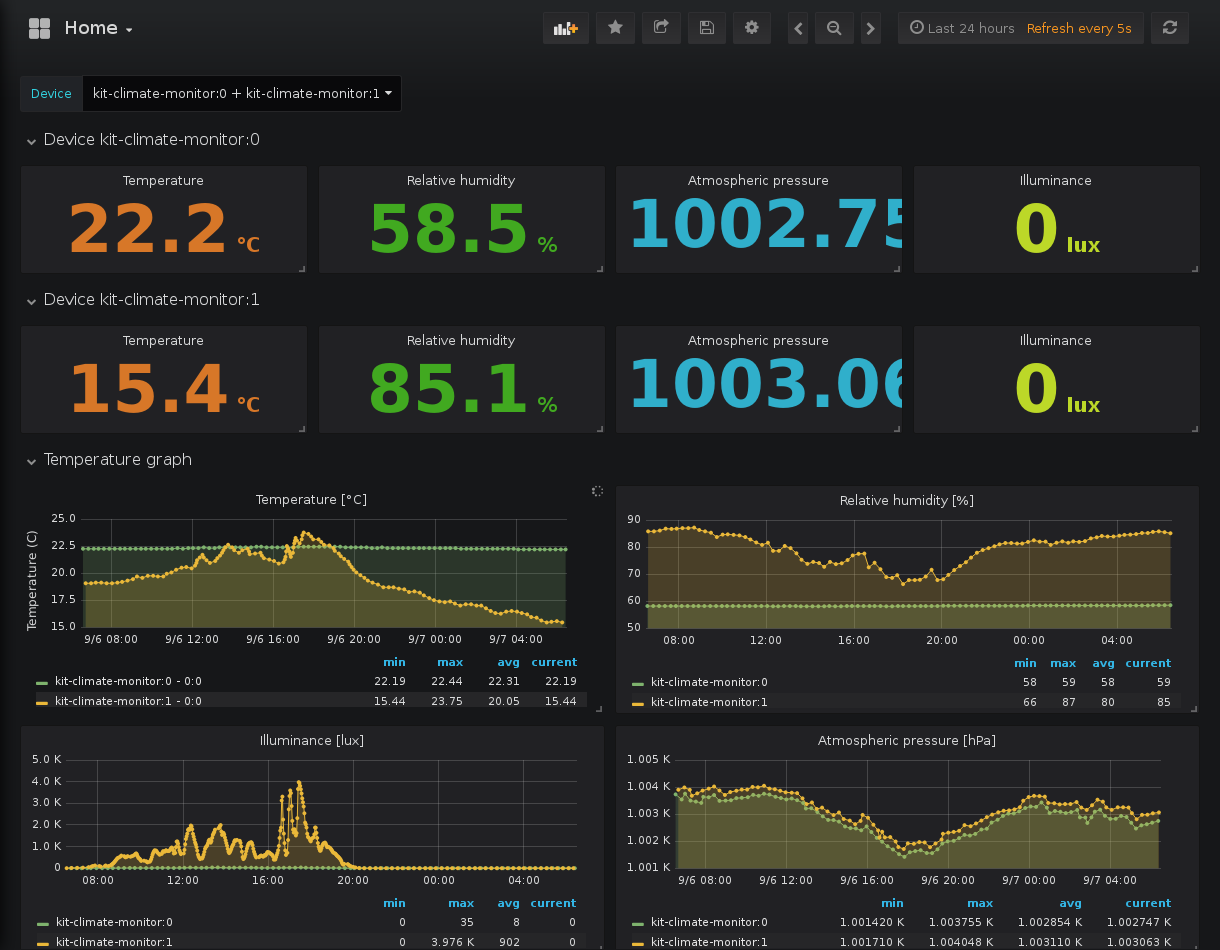 Home
Last 24 hours Refresh every 5s
Device kit-climate-monitor:0 + kit-climate-monitor:1
Device kit-climate-monitor:0
Temperature
22.2 °C
Relative humidity
58.5 %
Atmospheric pressure
1002.75
Illuminance
0 lux
Device kit-climate-monitor:1
Temperature
15.4 °C
Relative humidity
85.1 %
Atmospheric pressure
1003.06
Illuminance
0 lux
Temperature graph
Temperature [°C]
Temperature (C)
25.0
22.5
20.0
17.5
15.0
9/6 08:00 9/6 12:00 9/6 16:00 9/6 20:00 9/7 00:00 9/7 04:00
min max avg current
kit-climate-monitor:0 - 0:0 22.19 22.44 22.31 22.19
kit-climate-monitor:1 - 0:0 15.44 23.75 20.05 15.44
Relative humidity [%]
90
80
70
60
50
08:00 12:00 16:00 20:00 00:00 04:00
min max avg current
kit-climate-monitor:0 58 59 58 59
kit-climate-monitor:1 66 87 80 85
Illuminance [lux]
5.0 K
4.0 K
3.0 K
2.0 K
1.0 K
0
08:00 12:00 16:00 20:00 00:00 04:00
min max avg current
kit-climate-monitor:0 0 35 8 0
kit-climate-monitor:1 0 3.976 K 902 0
Atmospheric pressure [hPa]
1.005 K
1.004 K
1.003 K
1.002 K
1.001 K
9/6 08:00 9/6 12:00 9/6 16:00 9/6 20:00 9/7 00:00 9/7 04:00
min max avg current
kit-climate-monitor:0 1.001420 K 1.003755 K 1.002854 K 1.002747 K
kit-climate-monitor:1 1.001710 K 1.004048 K 1.003110 K 1.003063 K